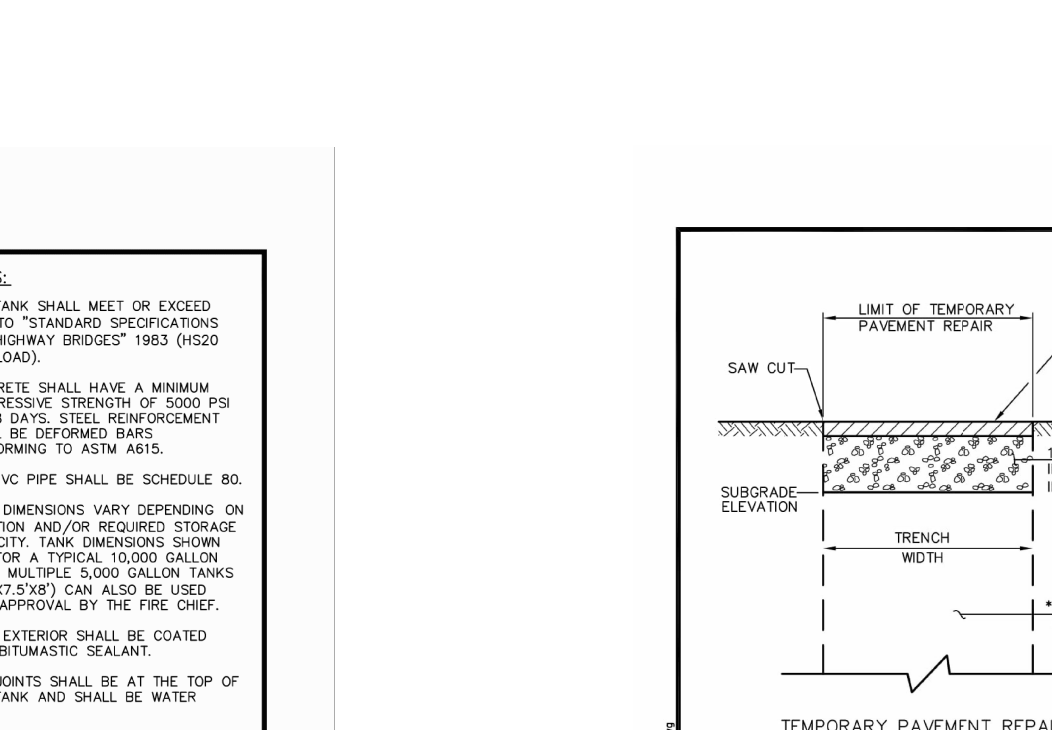 S:
TANK SHALL MEET OR EXCEED
TO "STANDARD SPECIFICATIONS
HIGHWAY BRIDGES" 1983 (HS20
LOAD).
RETE SHALL HAVE A MINIMUM
RESSIVE STRENGTH OF 5000 PSI
8 DAYS. STEEL REINFORCEMENT
L BE DEFORMED BARS
ORMING TO ASTM A615.
VC PIPE SHALL BE SCHEDULE 80.
DIMENSIONS VARY DEPENDING ON
TION AND/OR REQUIRED STORAGE
CITY. TANK DIMENSIONS SHOWN
FOR A TYPICAL 10,000 GALLON
MULTIPLE 5,000 GALLON TANKS
X7.5'X8') CAN ALSO BE USED
APPROVAL BY THE FIRE CHIEF.
EXTERIOR SHALL BE COATED
BITUMASTIC SEALANT.
JOINTS SHALL BE AT THE TOP OF
TANK AND SHALL BE WATER
LIMIT OF TEMPORARY
PAVEMENT REPAIR
SAW CUT
SUBGRADE
ELEVATION
TRENCH
WIDTH
*
TEMPORARY PAVEMENT REPAI